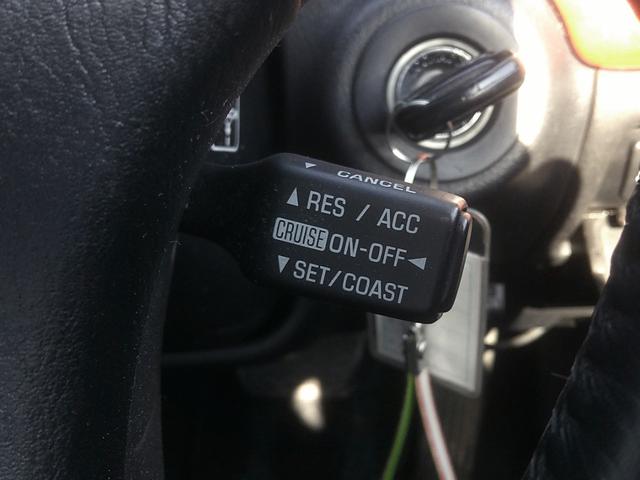 ▼ CANCEL
▲ RES / ACC
CRUISE ON-OFF ◀
▼ SET/COAST